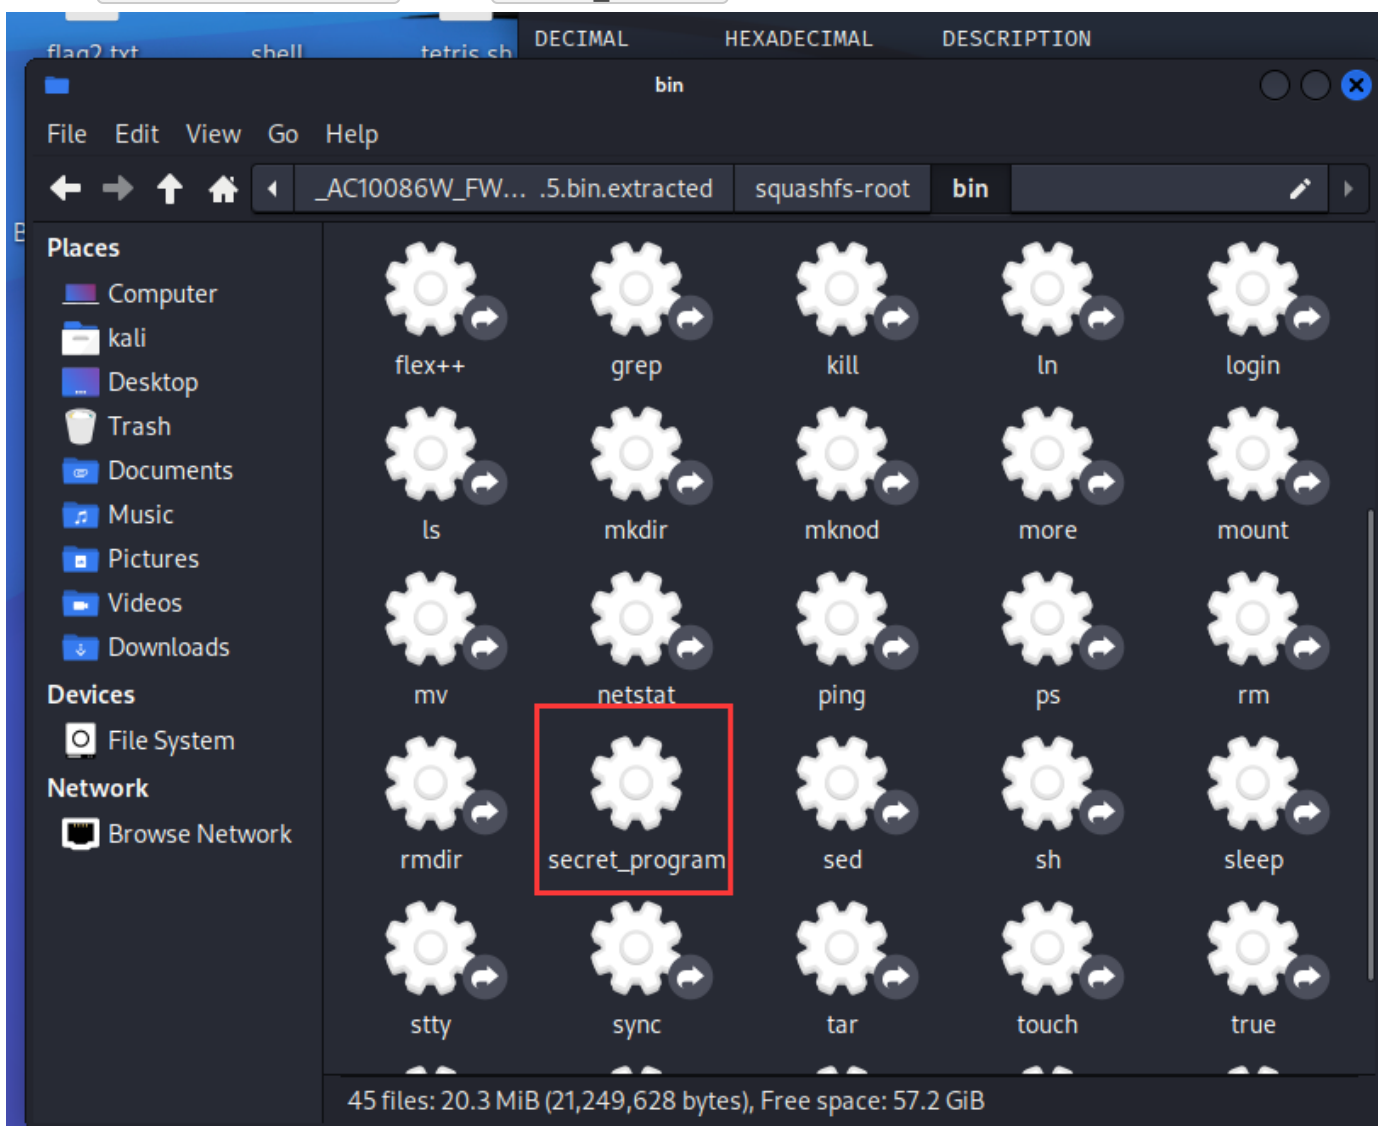 flag2.txt shell tetris.sh DECIMAL HEXADECIMAL DESCRIPTION
bin
File Edit View Go Help
_AC10086W_FW... .5.bin.extracted squashfs-root bin
B
Places
Computer
kali
Desktop
Trash
Documents
Music
Pictures
Videos
Downloads
Devices
File System
Network
Browse Network
flex++ grep kill ln login
ls mkdir mknod more mount
mv netstat ping ps rm
rmdir secret_program sed sh sleep
stty sync tar touch true
45 files: 20.3 MiB (21,249,628 bytes), Free space: 57.2 GiB